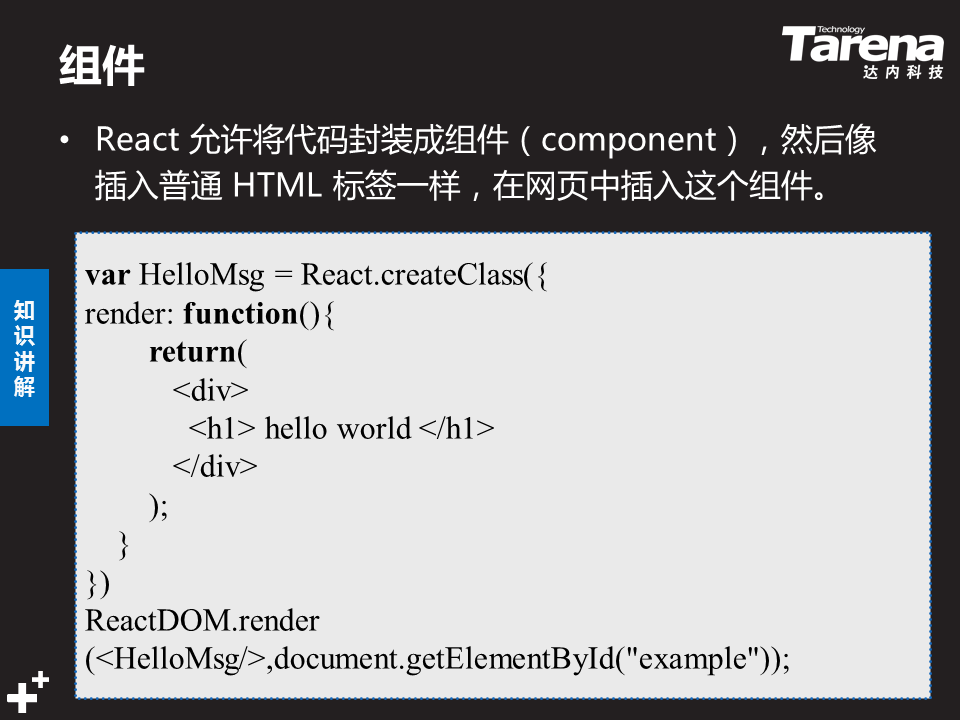 组件
Technology
Tarena
达内科技
• React 允许将代码封装成组件（component），然后像
插入普通 HTML 标签一样，在网页中插入这个组件。
知
识
讲
解
var HelloMsg = React.createClass({
render: function(){
return(
<div>
<h1> hello world </h1>
</div>
);
}
})
ReactDOM.render
(<HelloMsg/>,document.getElementById("example"));